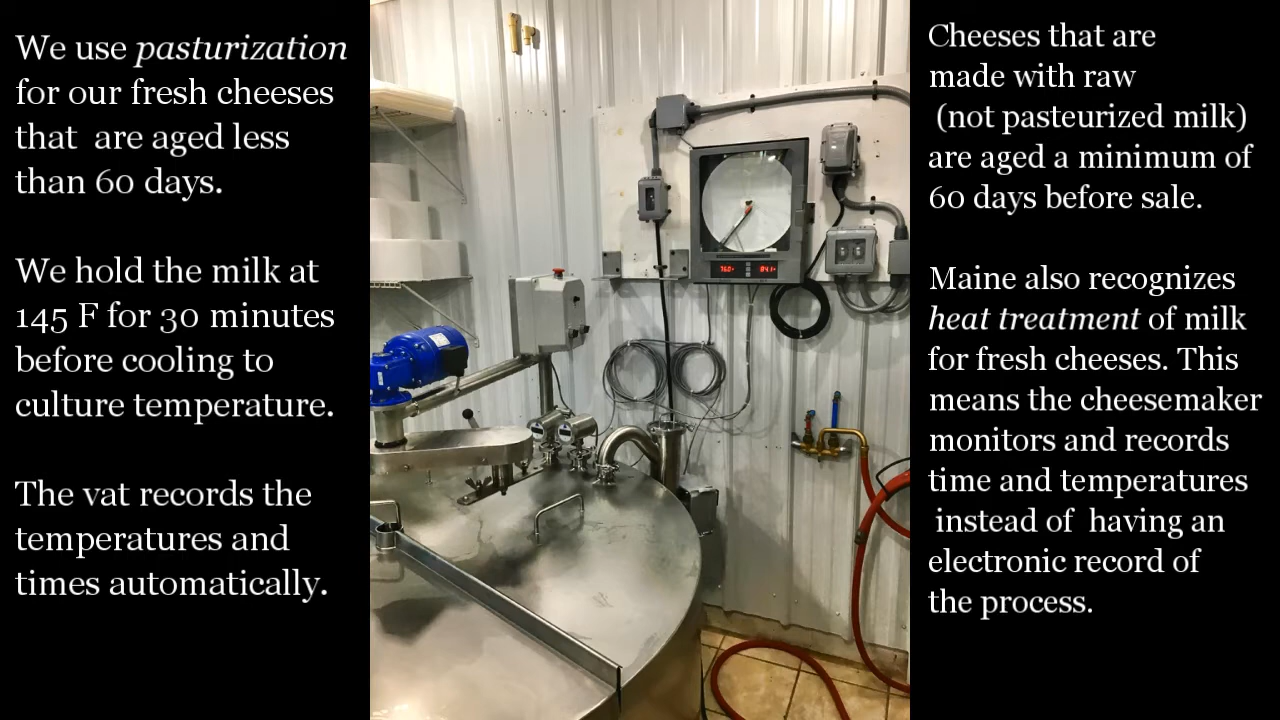 We use pasturization
for our fresh cheeses
that are aged less
than 60 days.
We hold the milk at
145 F for 30 minutes
before cooling to
culture temperature.
The vat records the
temperatures and
times automatically.
Cheeses that are
made with raw
(not pasteurized milk)
are aged a minimum of
60 days before sale.
Maine also recognizes
heat treatment of milk
for fresh cheeses. This
means the cheesemaker
monitors and records
time and temperatures
instead of having an
electronic record of
the process.